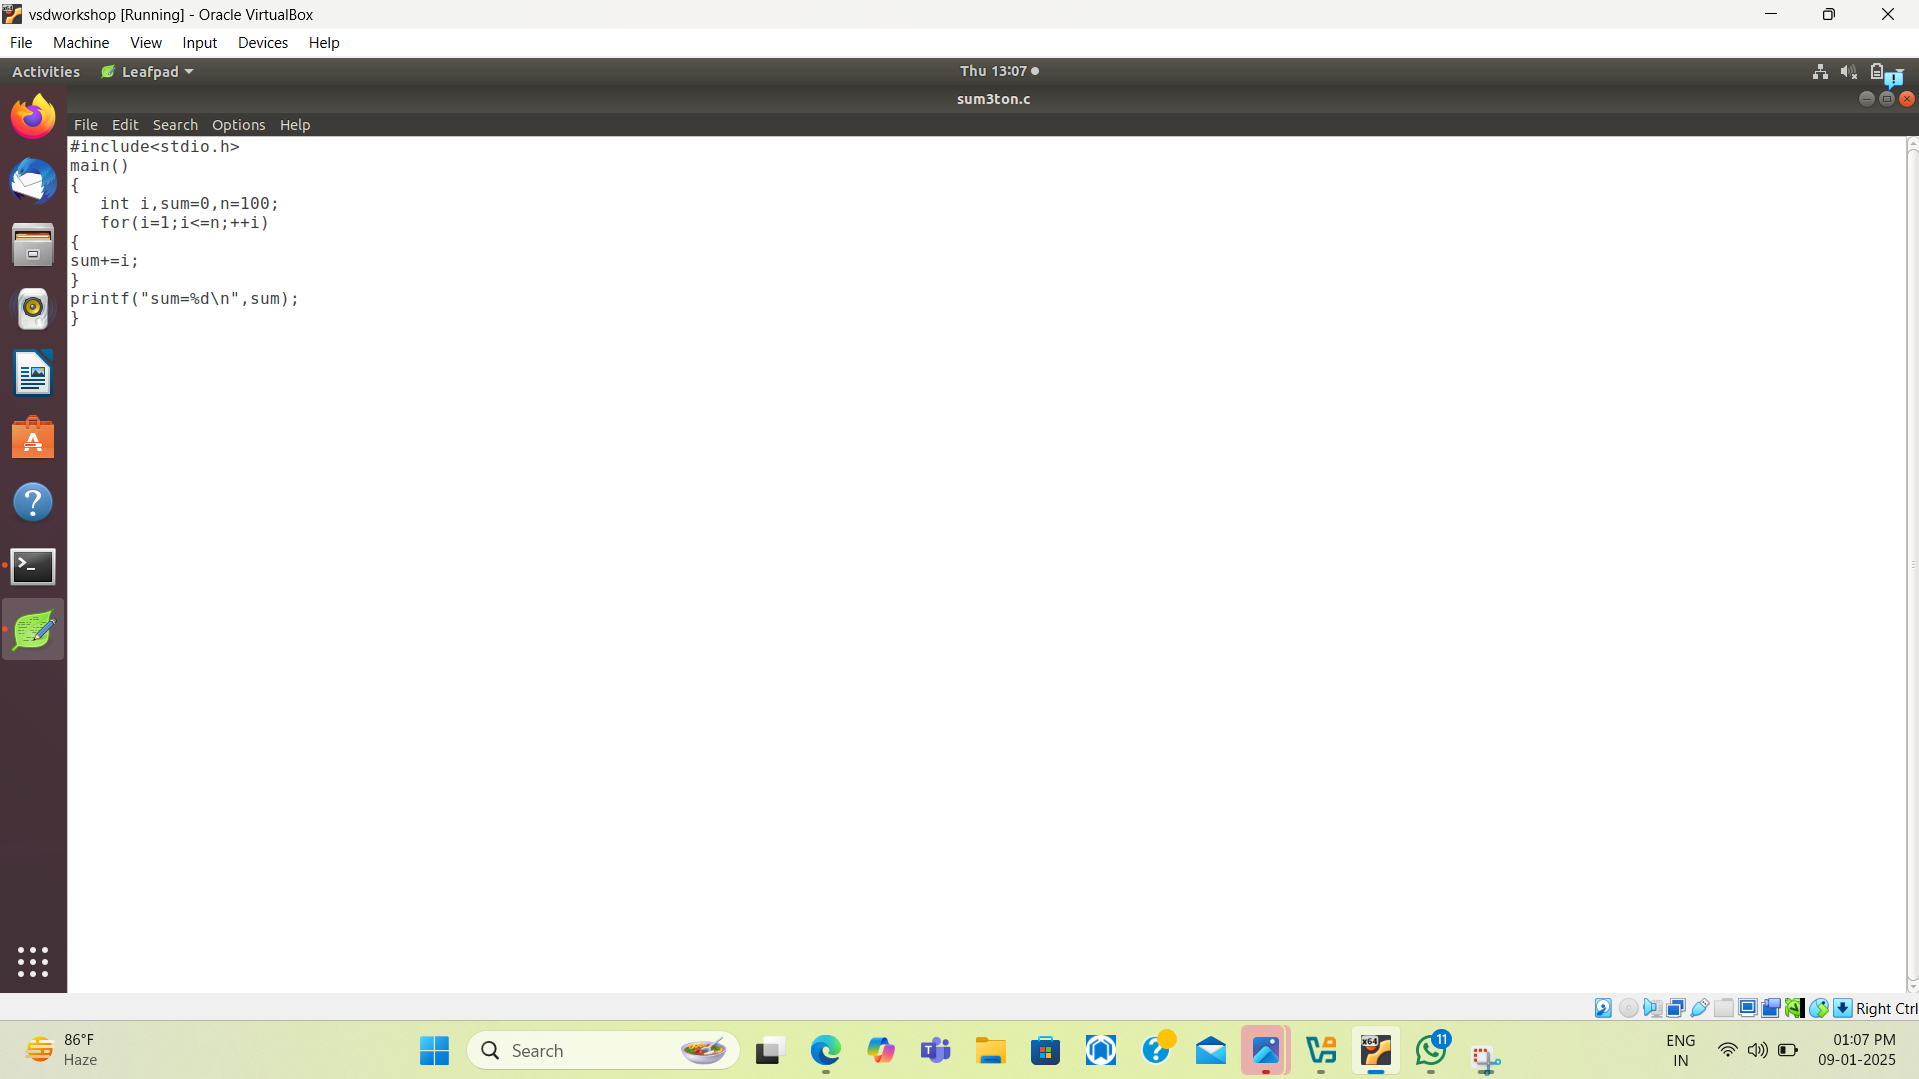 vsdworkshop [Running] - Oracle VirtualBox
File Machine View Input Devices Help
Activities Leafpad Thu 13:07
sum3ton.c
File Edit Search Options Help
#include<stdio.h>
main()
{
   int i,sum=0,n=100;
   for(i=1;i<=n;++i)
{
sum+=i;
}
printf("sum=%d\n",sum);
}
Right Ctrl
86°F
Haze
Search
11
ENG
IN
01:07 PM
09-01-2025